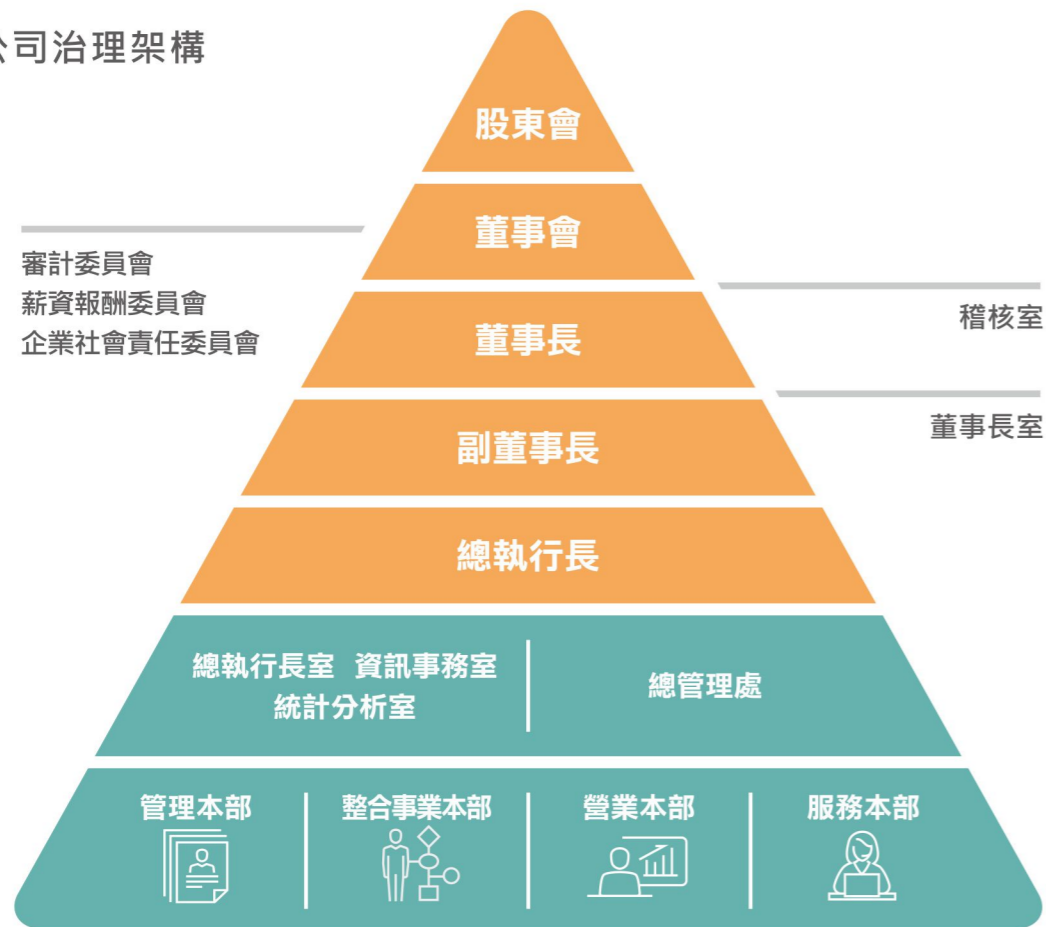 公司治理架構
股東會
董事會
審計委員會
薪資報酬委員會
企業社會責任委員會
稽核室
董事長
董事長室
副董事長
總執行長
總執行長室 資訊事務室
統計分析室
總管理處
管理本部
整合事業本部
營業本部
服務本部